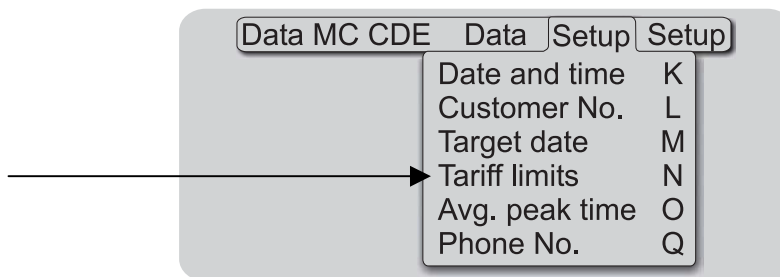 Data MC CDE Data Setup Setup
Date and time K
Customer No. L
Target date M
Tariff limits N
Avg. peak time O
Phone No. Q